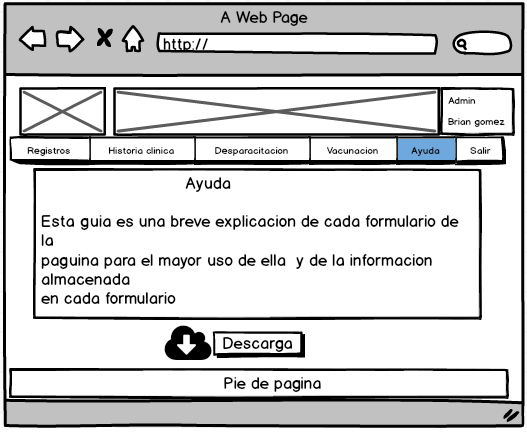 A Web Page
http://
Admin
Brian gomez
Registros
Historia clinica
Desparacitacion
Vacunacion
Ayuda
Salir
Ayuda
Esta guia es una breve explicacion de cada formulario de
la
paguina para el mayor uso de ella y de la informacion
almacenada
en cada formulario
Descarga
Pie de pagina